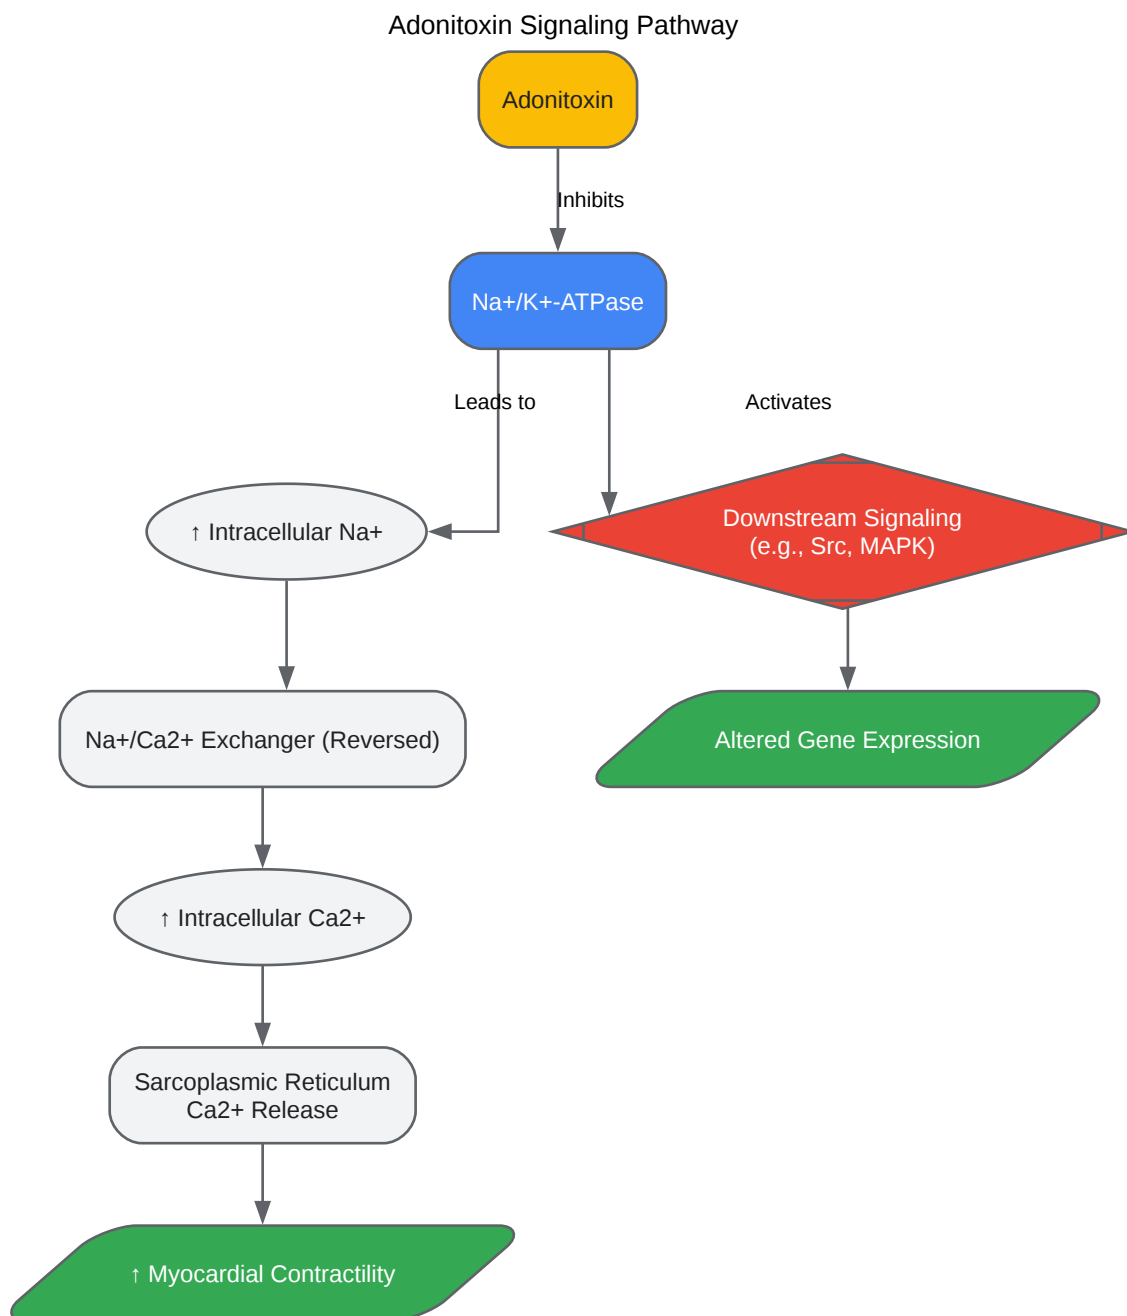 Adonitoxin Signaling Pathway
Adonitoxin
Inhibits
Na+/K+-ATPase
Leads to
Activates
↑ Intracellular Na+
Downstream Signaling
(e.g., Src, MAPK)
Na+/Ca2+ Exchanger (Reversed)
Altered Gene Expression
↑ Intracellular Ca2+
Sarcoplasmic Reticulum
Ca2+ Release
↑ Myocardial Contractility